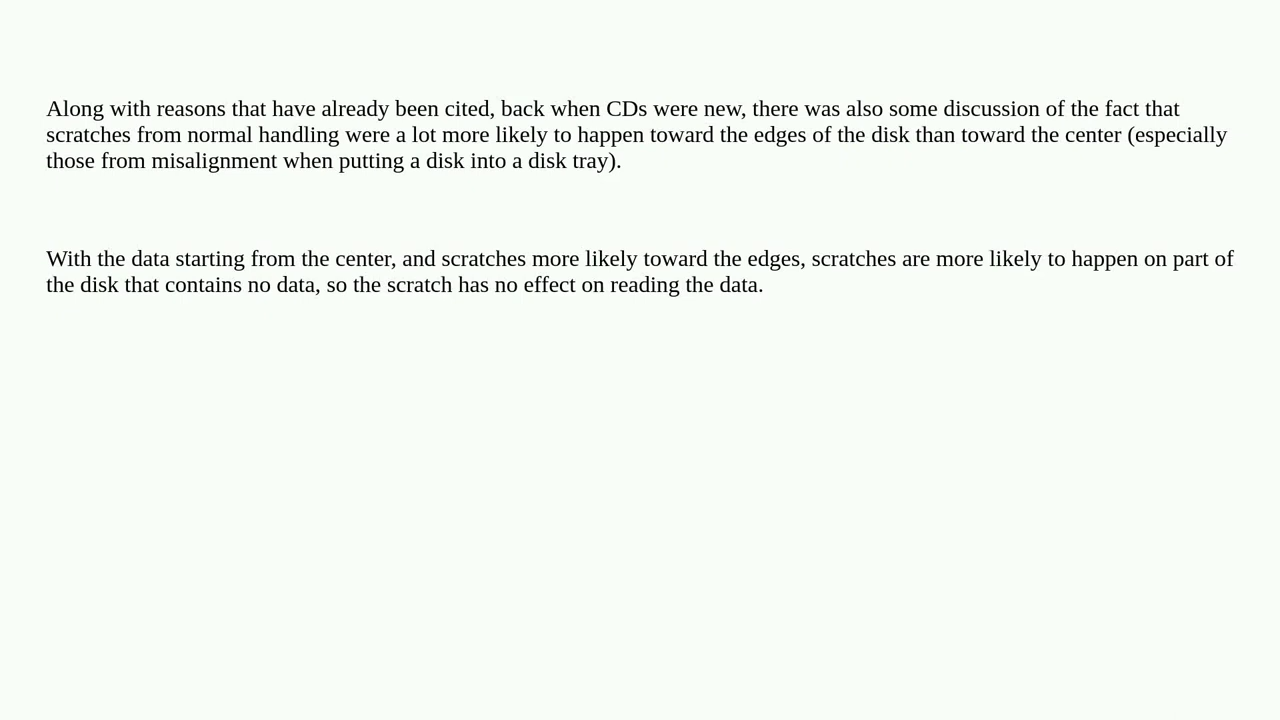 Along with reasons that have already been cited, back when CDs were new, there was also some discussion of the fact that
scratches from normal handling were a lot more likely to happen toward the edges of the disk than toward the center (especially
those from misalignment when putting a disk into a disk tray).
With the data starting from the center, and scratches more likely toward the edges, scratches are more likely to happen on part of
the disk that contains no data, so the scratch has no effect on reading the data.